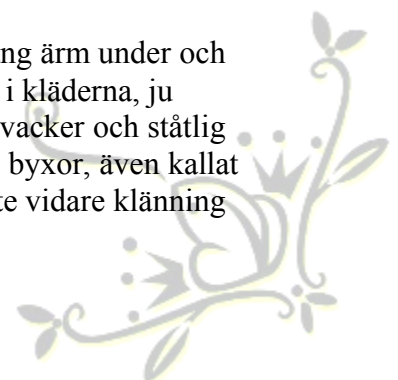 ng ärm under och
i kläderna, ju
vacker och ståtlig
byxor, även kallat
te vidare klänning